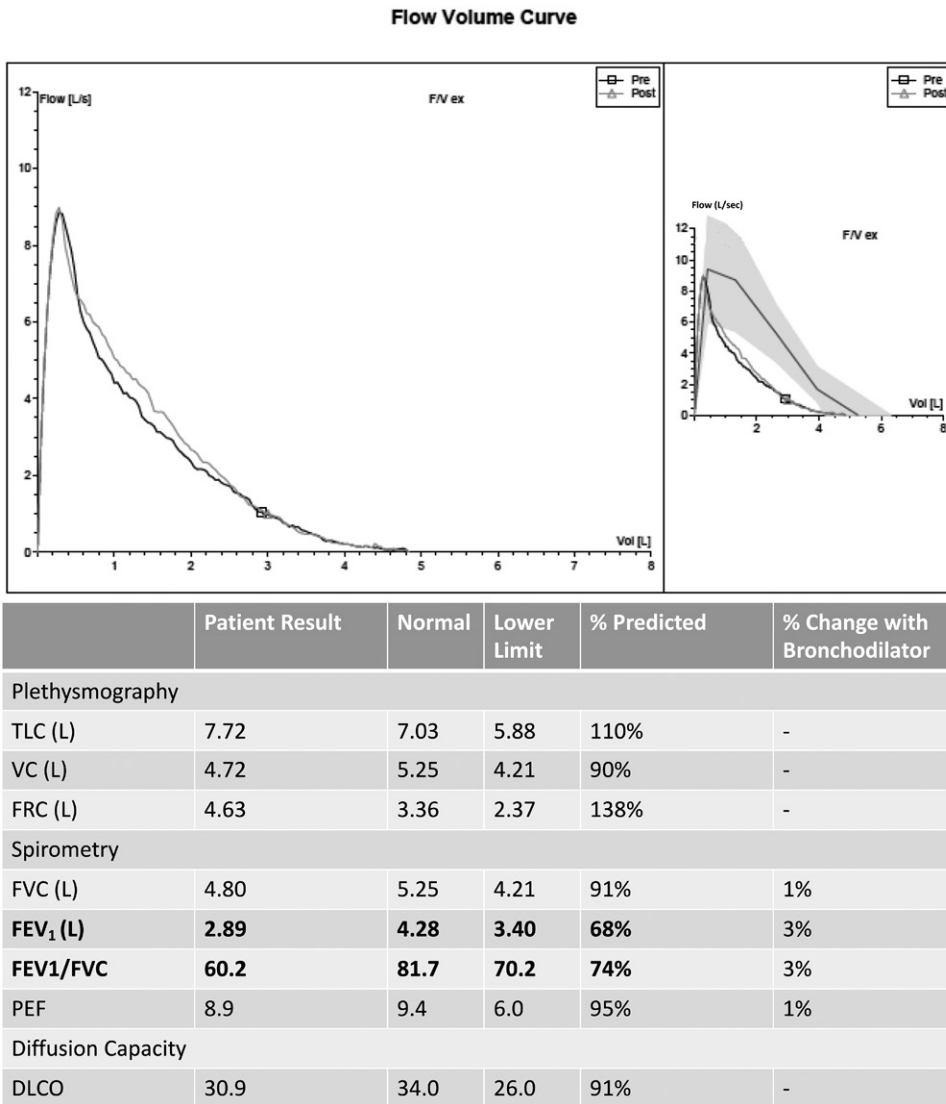 Flow Volume Curve
Flow [L/s]
F/V ex
Pre
Post
12
10
8
6
4
2
0
1
2
3
4
5
6
7
8
Vol [L]
Pre
Post
Flow (L/sec)
F/V ex
12
10
8
6
4
2
0
2
4
6
8
Vol [L]
Patient Result Normal Lower Limit % Predicted % Change with Bronchodilator
Plethysmography
TLC (L) 7.72 7.03 5.88 110% -
VC (L) 4.72 5.25 4.21 90% -
FRC (L) 4.63 3.36 2.37 138% -
Spirometry
FVC (L) 4.80 5.25 4.21 91% 1%
FEV₁ (L) 2.89 4.28 3.40 68% 3%
FEV1/FVC 60.2 81.7 70.2 74% 3%
PEF 8.9 9.4 6.0 95% 1%
Diffusion Capacity
DLCO 30.9 34.0 26.0 91% -